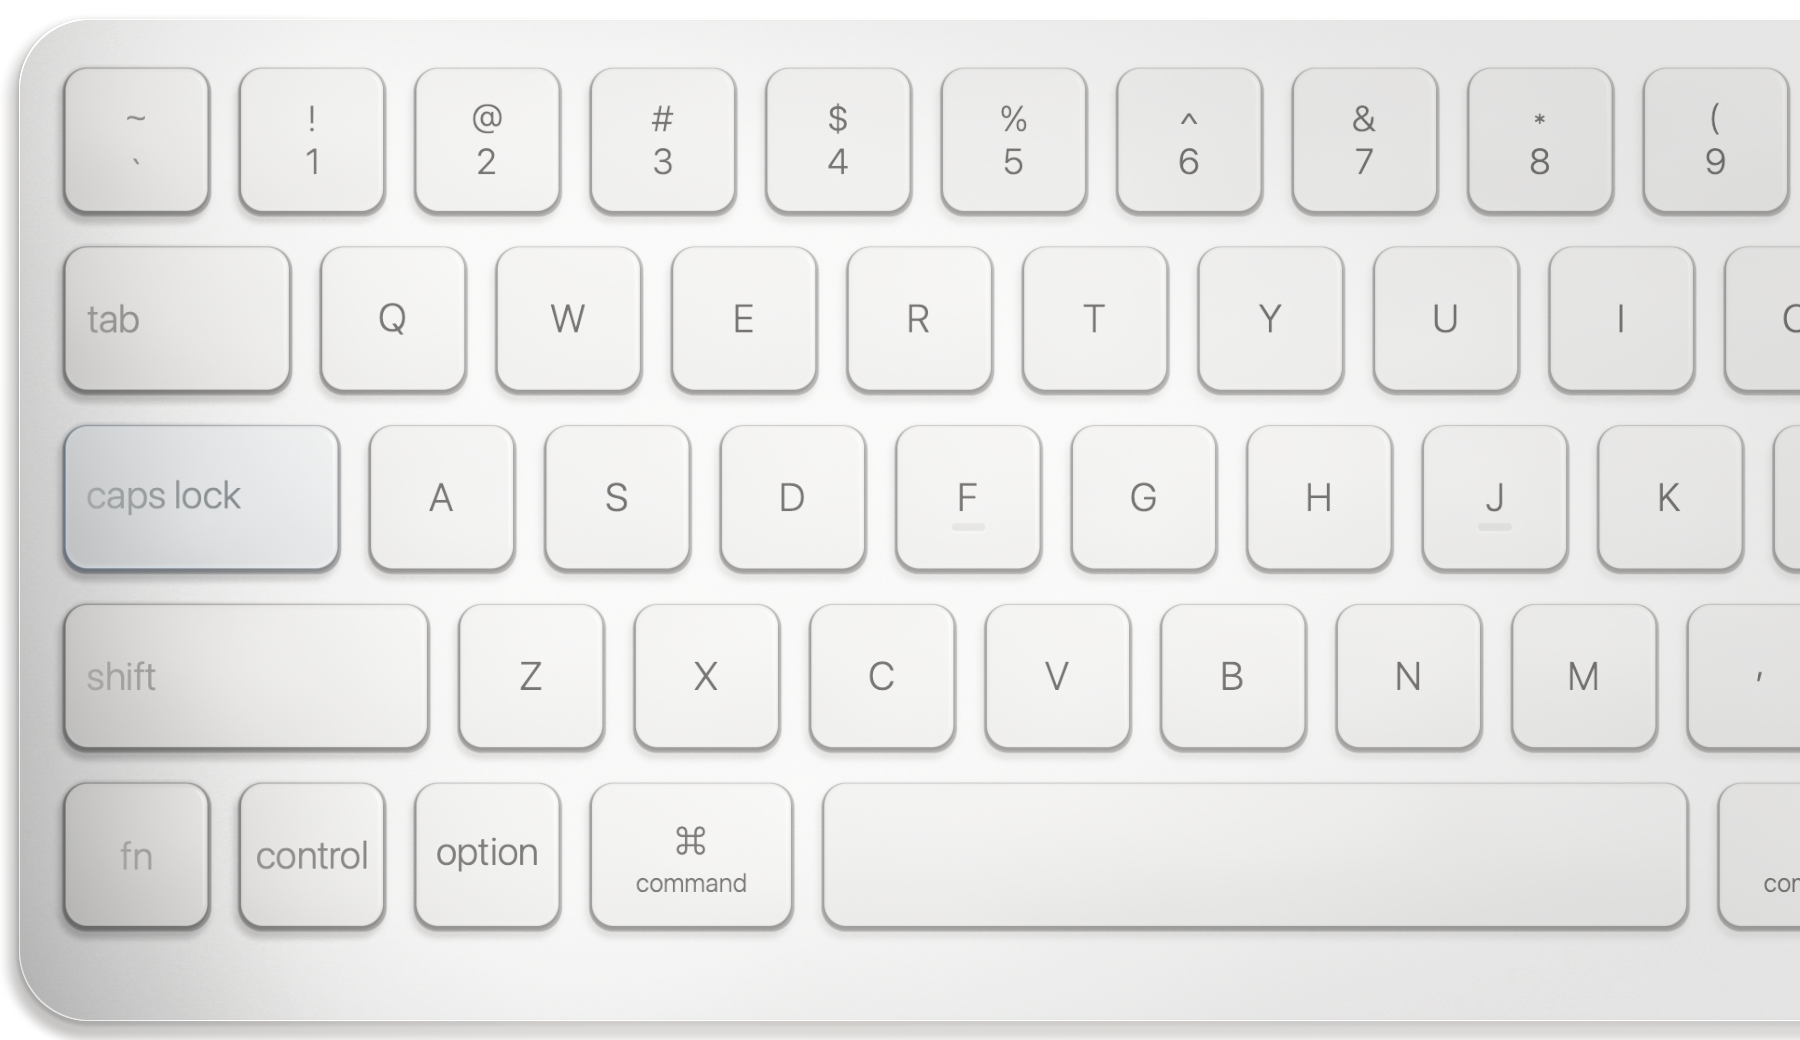 ~ ! @ # $ % ^ & * (
` 1 2 3 4 5 6 7 8 9
tab Q W E R T Y U I
caps lock A S D F G H J K
shift Z X C V B N M ,
fn control option ⌘
command